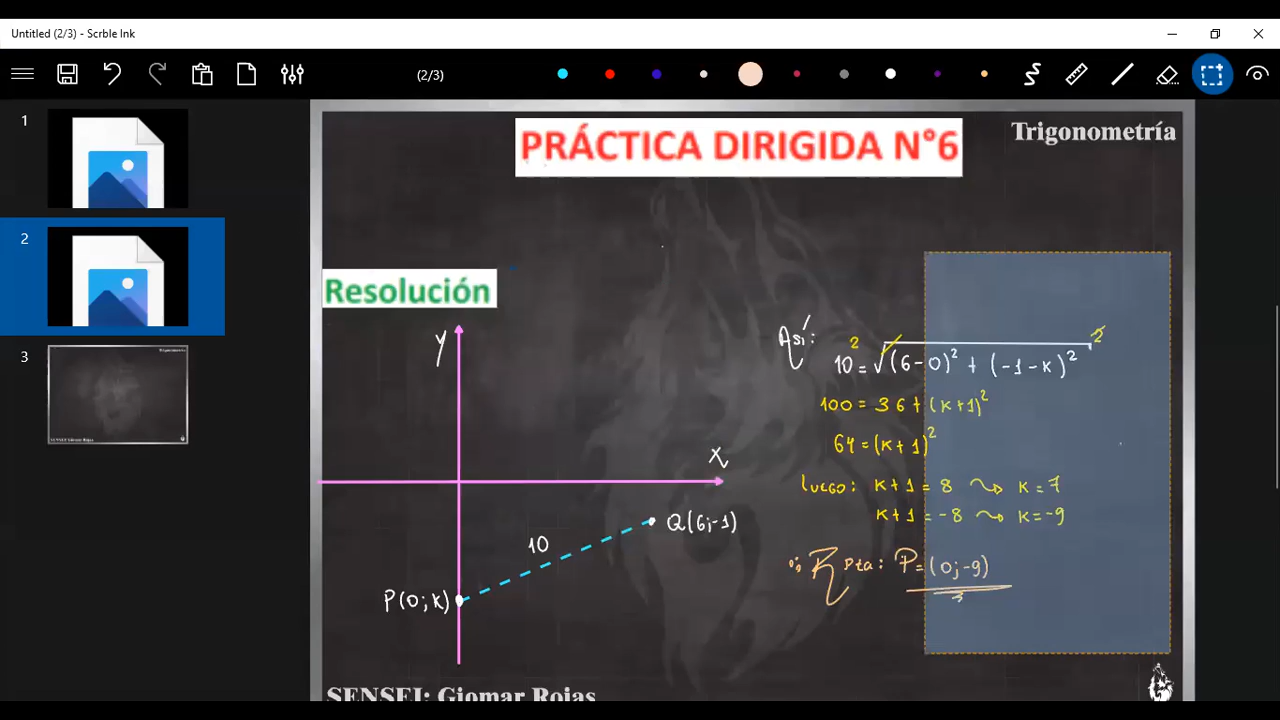 Untitled (2/3) - Scrble Ink
(2/3)
1
2
3
Trigonometría
PRÁCTICA DIRIGIDA N°6
Resolución
Y
X
Q(6;-1)
10
P(0;K)
Así:
10² = √(6-0)² + (-1-K)² ²
100 = 36 + (K+1)²
64 = (K+1)²
Luego: K+1 = 8 ⤳ K = 7
K+1 = -8 ⤳ K = -9
∴ Rpta: P = (0;-9)
SENSEI: Giomar Rojas